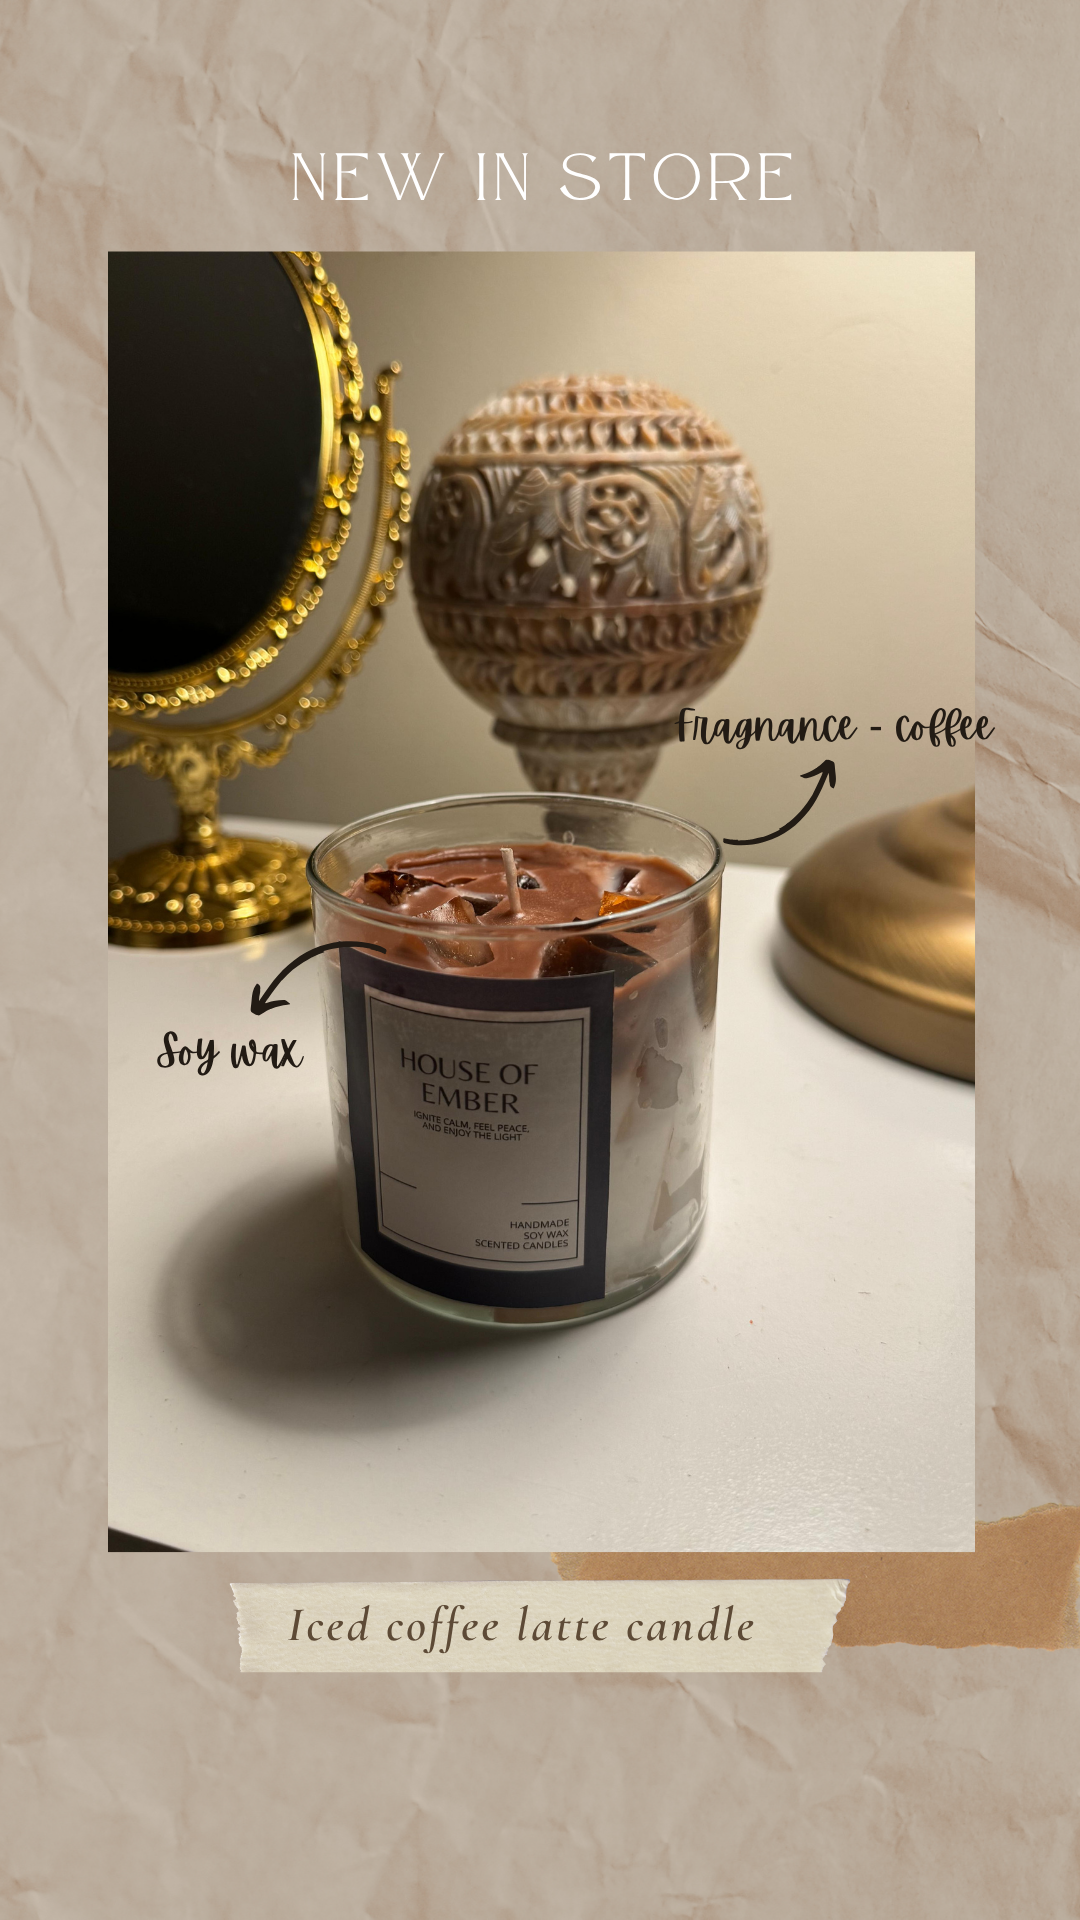 NEW IN STORE
Fragnance - coffee
Soy wax
HOUSE OF
EMBER
IGNITE CALM, FEEL PEACE,
AND ENJOY THE LIGHT
HANDMADE
SOY WAX
SCENTED CANDLES
Iced coffee latte candle